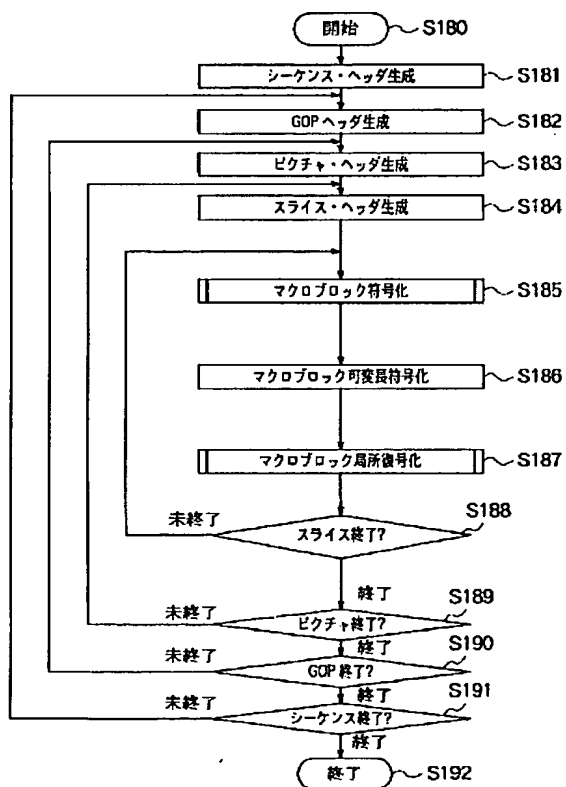 開始 S180
シーケンス・ヘッダ生成 S181
GOPヘッダ生成 S182
ピクチャ・ヘッダ生成 S183
スライス・ヘッダ生成 S184
マクロブロック符号化 S185
マクロブロック可変長符号化 S186
マクロブロック局所復号化 S187
S188
未終了 スライス終了?
終了 S189
未終了 ピクチャ終了?
終了 S190
未終了 GOP終了?
終了 S191
未終了 シーケンス終了?
終了
終了 S192